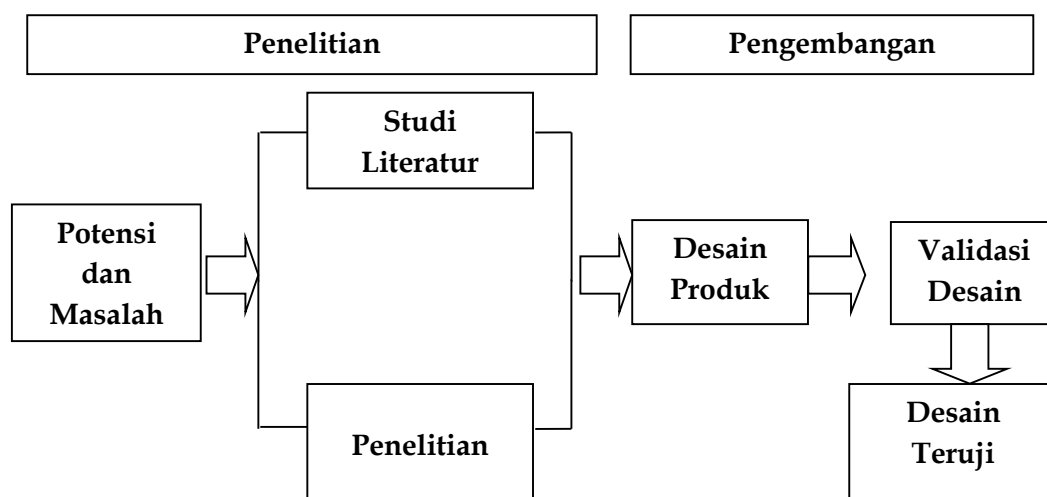 Penelitian
Pengembangan
Studi
Literatur
Potensi
dan
Masalah
Desain
Produk
Validasi
Desain
Penelitian
Desain
Teruji